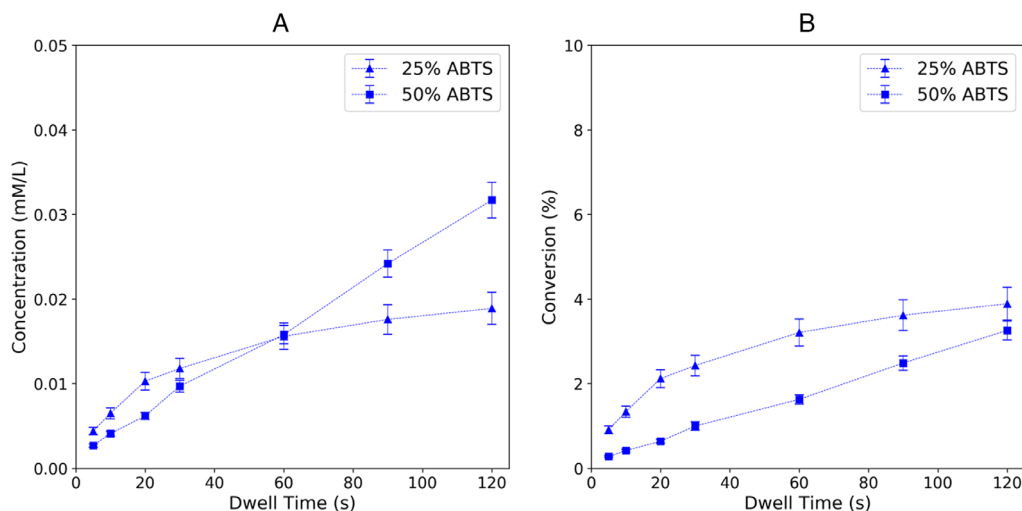 A
0.05
0.04
0.03
0.02
0.01
0.00
Concentration (mM/L)
0 20 40 60 80 100 120
Dwell Time (s)
25% ABTS
50% ABTS
B
10
8
6
4
2
0
Conversion (%)
0 20 40 60 80 100 120
Dwell Time (s)
25% ABTS
50% ABTS